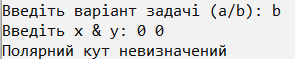 Введіть варіант задачі (a/b): b
Введіть x & y: 0 0
Полярний кут невизначений